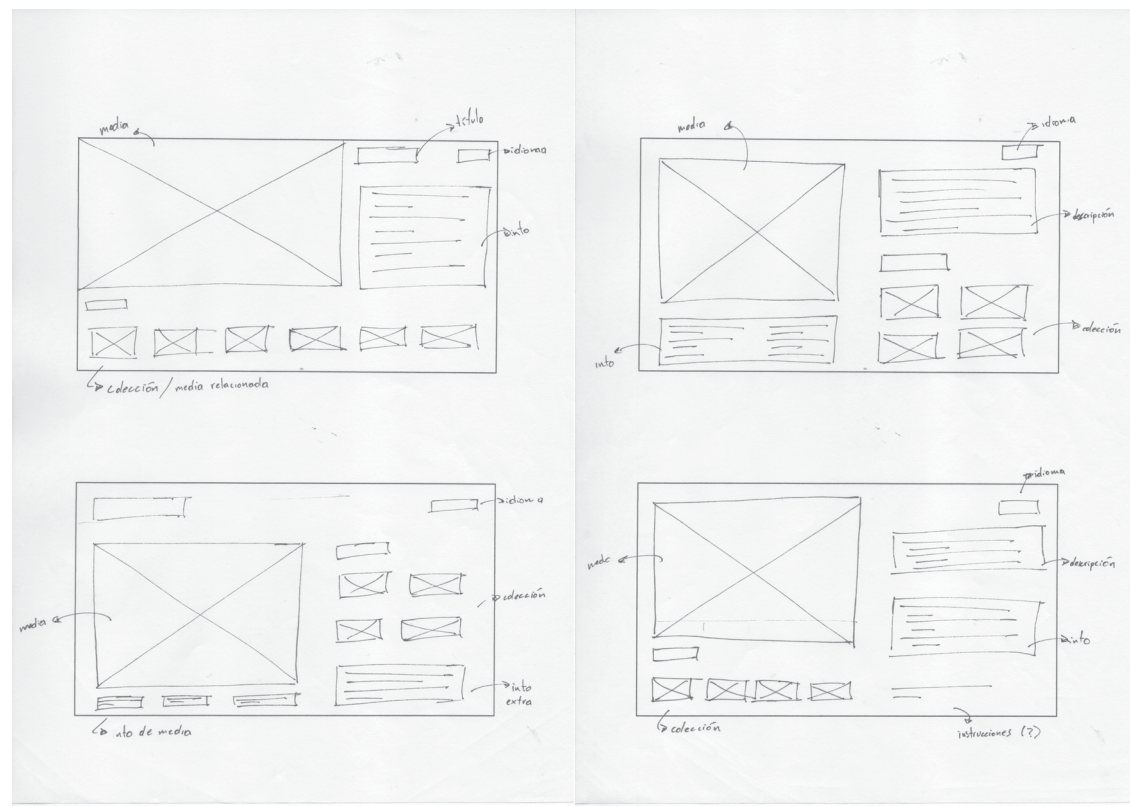 media
título
idiomas
info
colección / media relacionada
media
idioma
descripción
colección
info
idioma
media
colección
info
extra
info de media
idioma
media
descripción
info
colección
instrucciones (?)